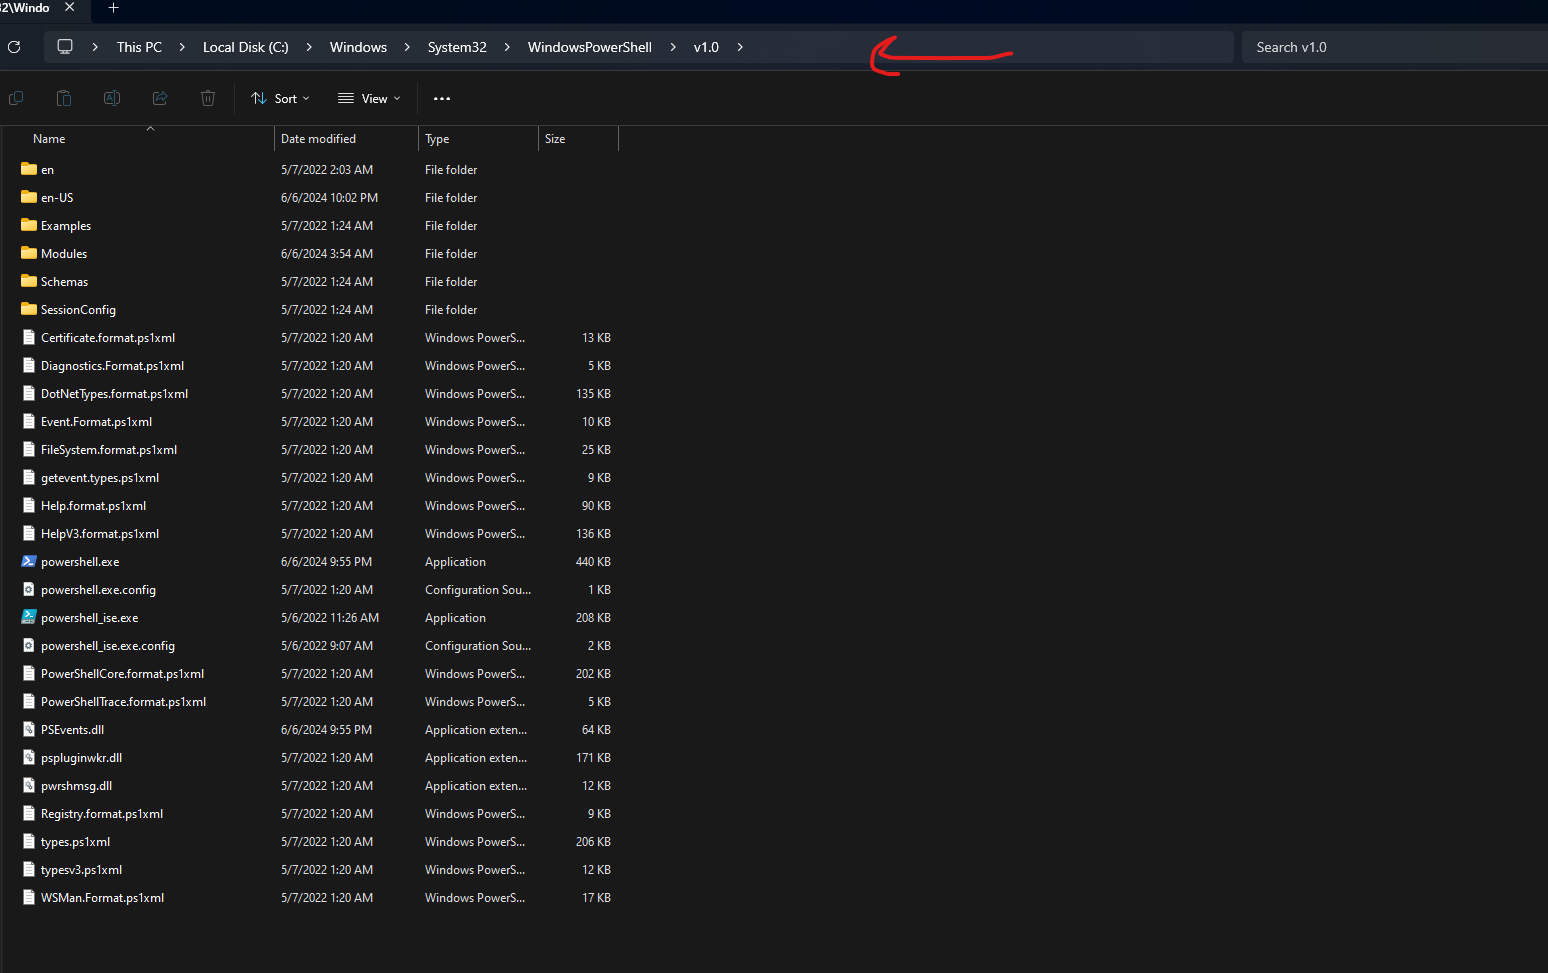 32\Windo
This PC > Local Disk (C:) > Windows > System32 > WindowsPowerShell > v1.0 > Search v1.0
Sort View
Name Date modified Type Size
en 5/7/2022 2:03 AM File folder
en-US 6/6/2024 10:02 PM File folder
Examples 5/7/2022 1:24 AM File folder
Modules 6/6/2024 3:54 AM File folder
Schemas 5/7/2022 1:24 AM File folder
SessionConfig 5/7/2022 1:24 AM File folder
Certificate.format.ps1xml 5/7/2022 1:20 AM Windows PowerS... 13 KB
Diagnostics.Format.ps1xml 5/7/2022 1:20 AM Windows PowerS... 5 KB
DotNetTypes.format.ps1xml 5/7/2022 1:20 AM Windows PowerS... 135 KB
Event.Format.ps1xml 5/7/2022 1:20 AM Windows PowerS... 10 KB
FileSystem.format.ps1xml 5/7/2022 1:20 AM Windows PowerS... 25 KB
getevent.types.ps1xml 5/7/2022 1:20 AM Windows PowerS... 9 KB
Help.format.ps1xml 5/7/2022 1:20 AM Windows PowerS... 90 KB
HelpV3.format.ps1xml 5/7/2022 1:20 AM Windows PowerS... 136 KB
powershell.exe 6/6/2024 9:55 PM Application 440 KB
powershell.exe.config 5/7/2022 1:20 AM Configuration Sou... 1 KB
powershell_ise.exe 5/6/2022 11:26 AM Application 208 KB
powershell_ise.exe.config 5/6/2022 9:07 AM Configuration Sou... 2 KB
PowerShellCore.format.ps1xml 5/7/2022 1:20 AM Windows PowerS... 202 KB
PowerShellTrace.format.ps1xml 5/7/2022 1:20 AM Windows PowerS... 5 KB
PSEvents.dll 6/6/2024 9:55 PM Application exten... 64 KB
pspluginwkr.dll 5/7/2022 1:20 AM Application exten... 171 KB
pwrshmsg.dll 5/7/2022 1:20 AM Application exten... 12 KB
Registry.format.ps1xml 5/7/2022 1:20 AM Windows PowerS... 9 KB
types.ps1xml 5/7/2022 1:20 AM Windows PowerS... 206 KB
typesv3.ps1xml 5/7/2022 1:20 AM Windows PowerS... 12 KB
WSMan.Format.ps1xml 5/7/2022 1:20 AM Windows PowerS... 17 KB